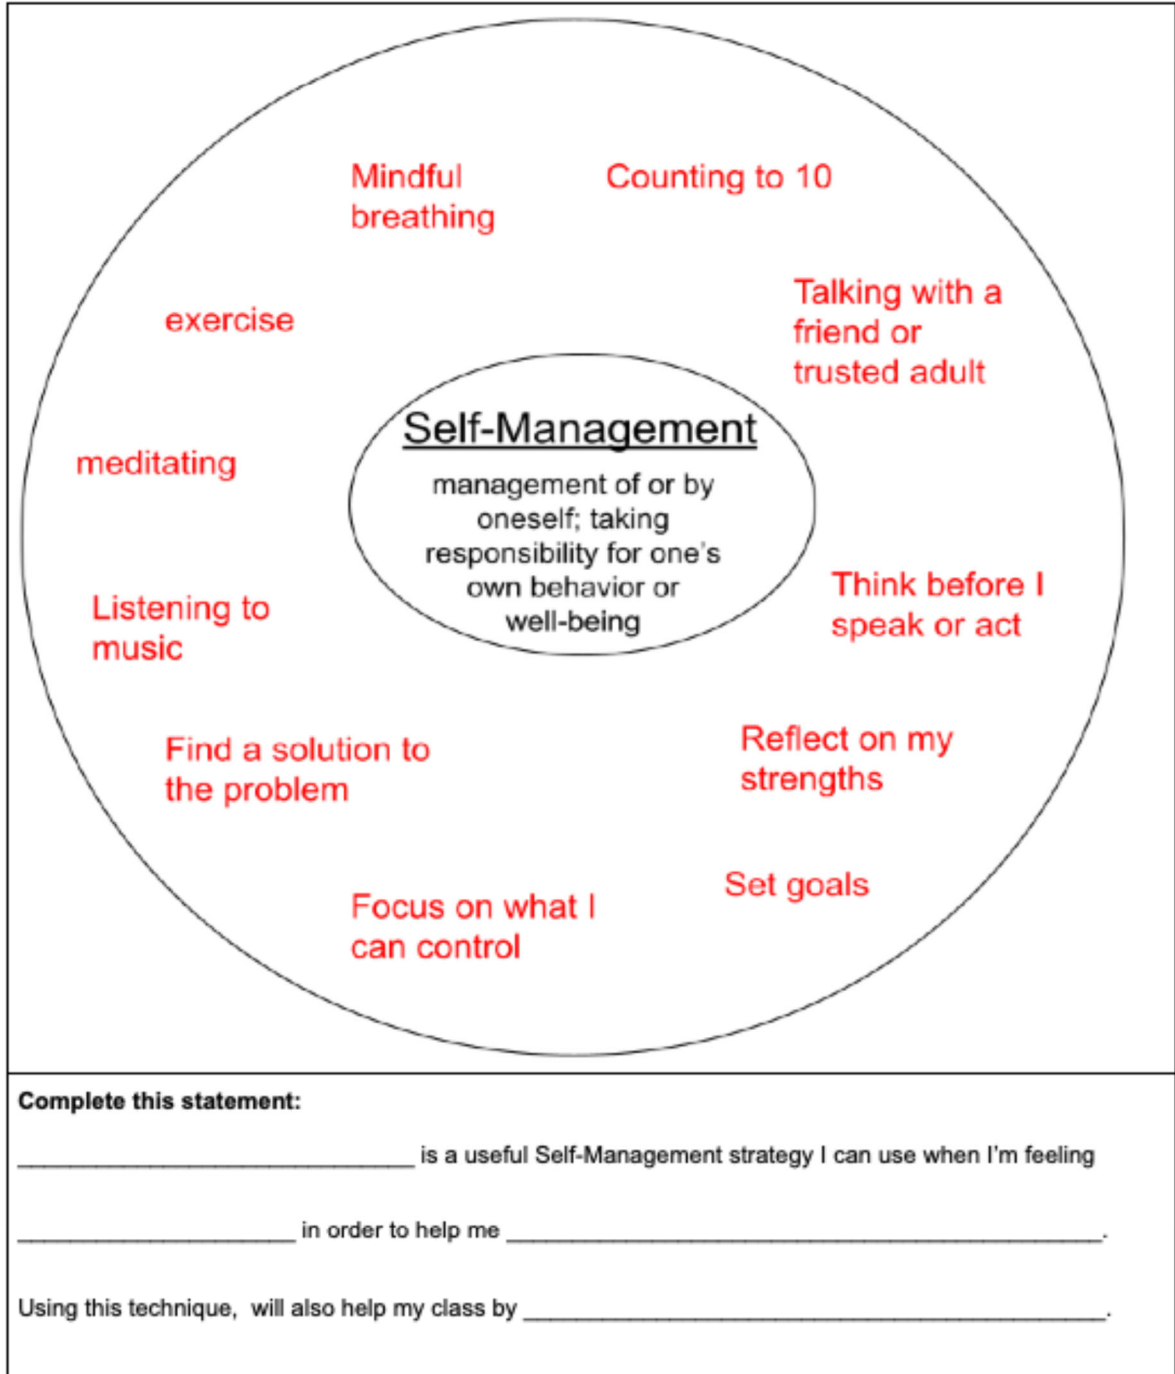 Mindful
breathing
Counting to 10
exercise
Talking with a
friend or
trusted adult
Self-Management
management of or by
oneself; taking
responsibility for one's
own behavior or
well-being
meditating
Listening to
music
Think before I
speak or act
Find a solution to
the problem
Reflect on my
strengths
Focus on what I
can control
Set goals
Complete this statement:
______________________________ is a useful Self-Management strategy I can use when I'm feeling
_____________________ in order to help me _____________________________________________.
Using this technique,  will also help my class by ____________________________________________.